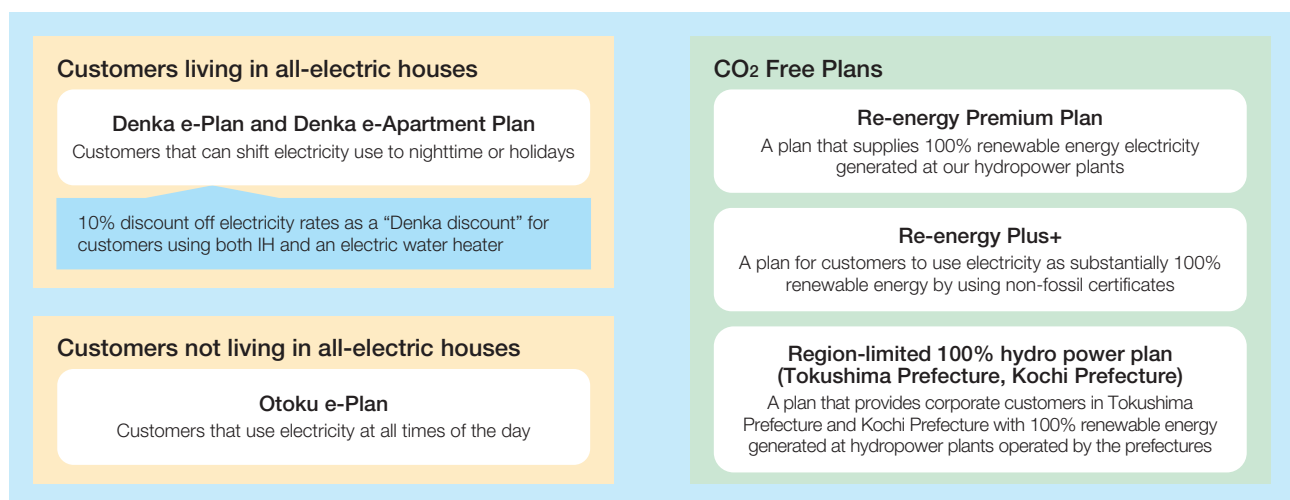 Customers living in all-electric houses
Denka e-Plan and Denka e-Apartment Plan
Customers that can shift electricity use to nighttime or holidays
10% discount off electricity rates as a “Denka discount” for
customers using both IH and an electric water heater
Customers not living in all-electric houses
Otoku e-Plan
Customers that use electricity at all times of the day
CO2 Free Plans
Re-energy Premium Plan
A plan that supplies 100% renewable energy electricity
generated at our hydropower plants
Re-energy Plus+
A plan for customers to use electricity as substantially 100%
renewable energy by using non-fossil certificates
Region-limited 100% hydro power plan
(Tokushima Prefecture, Kochi Prefecture)
A plan that provides corporate customers in Tokushima
Prefecture and Kochi Prefecture with 100% renewable energy
generated at hydropower plants operated by the prefectures